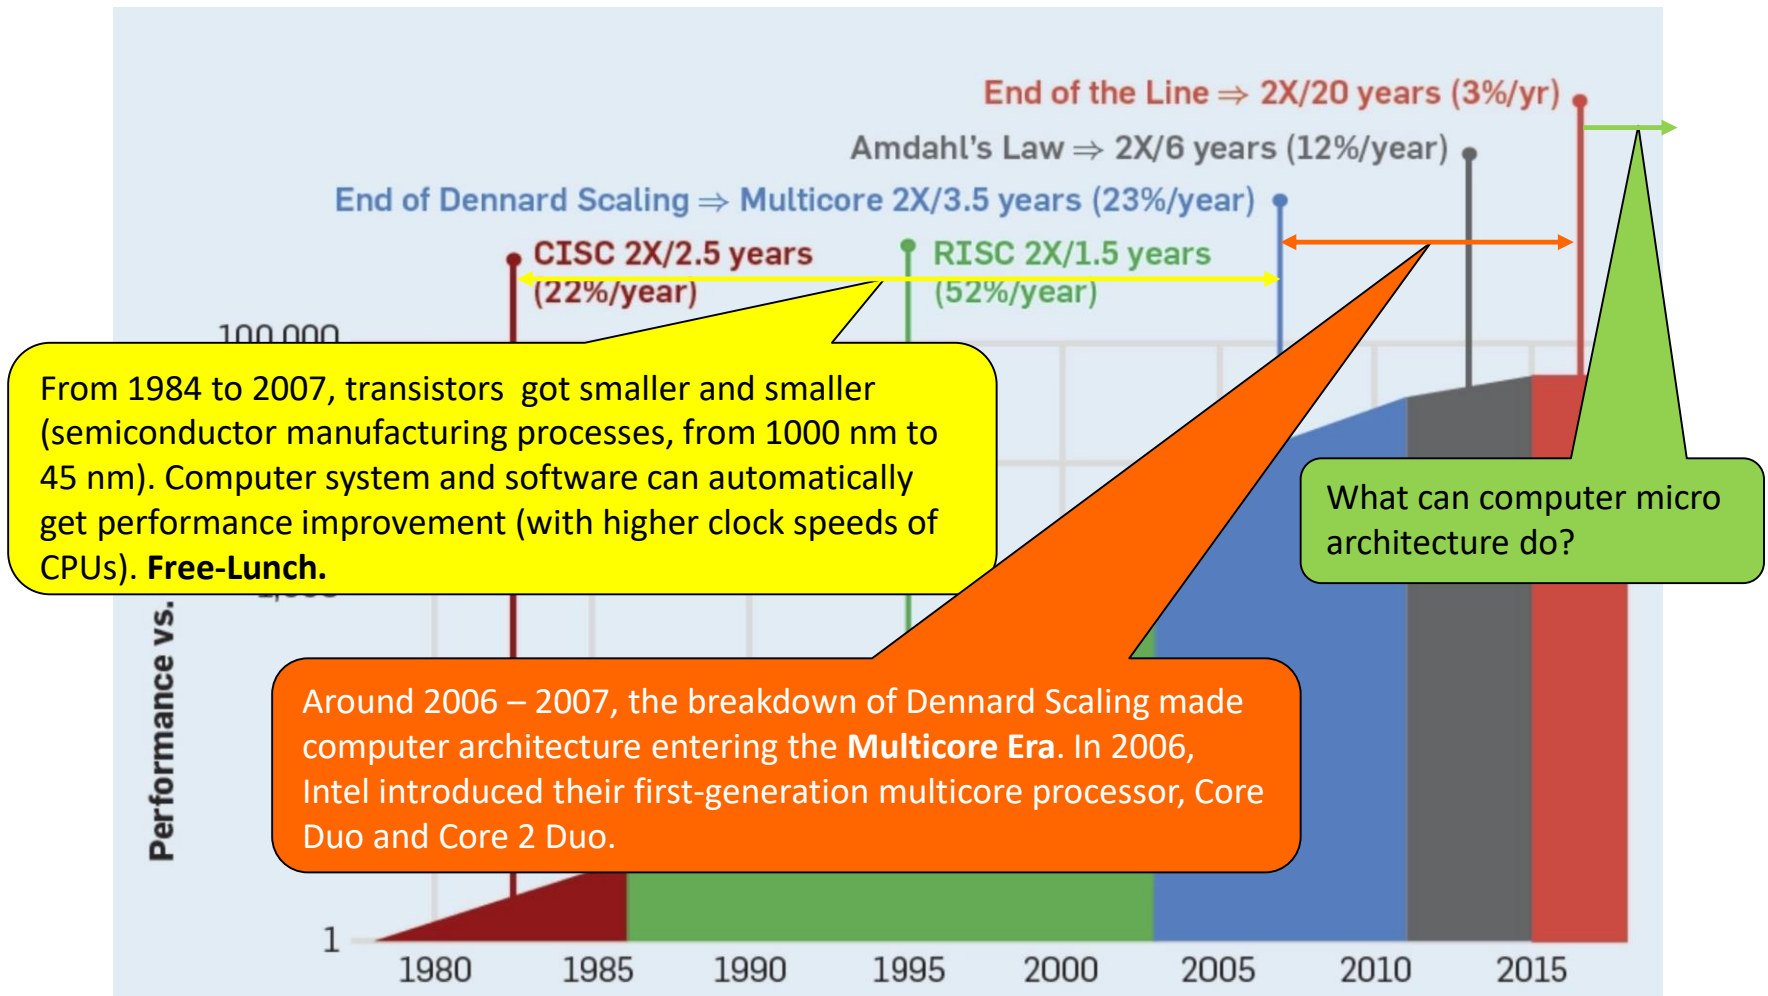 End of the Line ⇒ 2X/20 years (3%/yr)
Amdahl's Law ⇒ 2X/6 years (12%/year)
End of Dennard Scaling ⇒ Multicore 2X/3.5 years (23%/year)
CISC 2X/2.5 years
(22%/year)
RISC 2X/1.5 years
(52%/year)
100,000
From 1984 to 2007, transistors got smaller and smaller
(semiconductor manufacturing processes, from 1000 nm to
45 nm). Computer system and software can automatically
get performance improvement (with higher clock speeds of
CPUs). Free-Lunch.
What can computer micro
architecture do?
Performance vs.
Around 2006 – 2007, the breakdown of Dennard Scaling made
computer architecture entering the Multicore Era. In 2006,
Intel introduced their first-generation multicore processor, Core
Duo and Core 2 Duo.
1
1980 1985 1990 1995 2000 2005 2010 2015